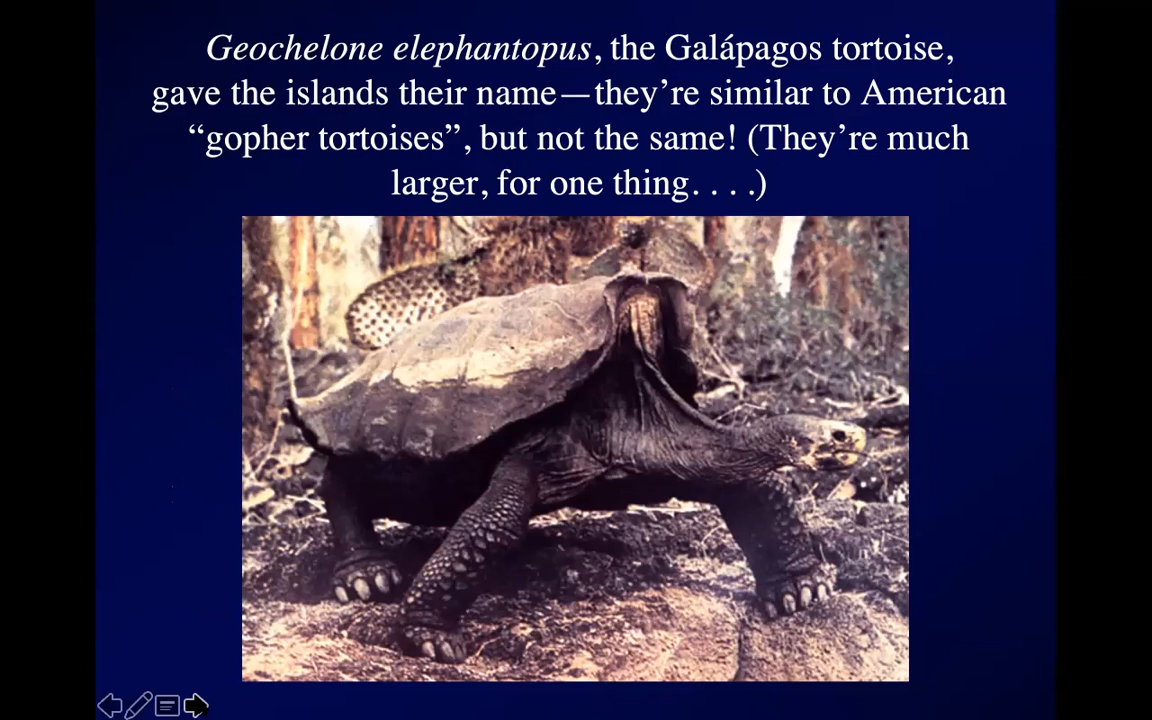 Geochelone elephantopus, the Galápagos tortoise,
gave the islands their name—they’re similar to American
“gopher tortoises”, but not the same! (They’re much
larger, for one thing. . . .)